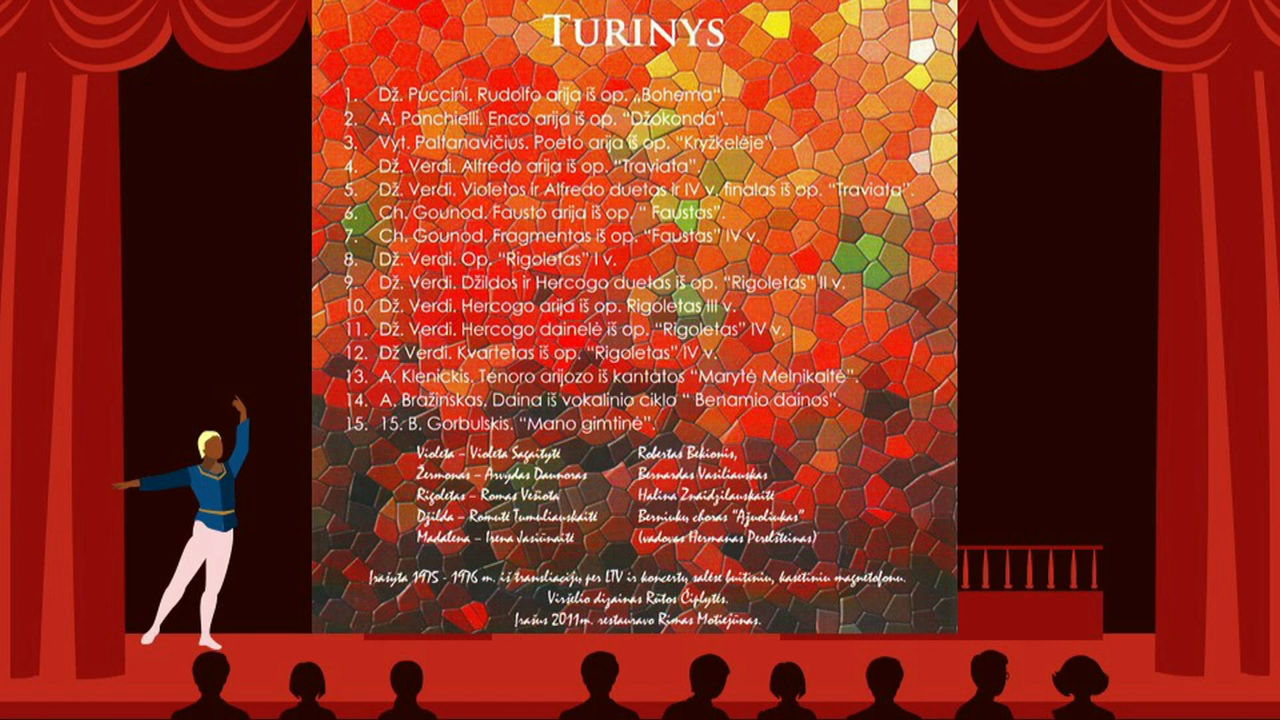 TURINYS
1. Dž. Puccini. Rudolfo arija iš op. „Bohema“.
2. A. Ponchielli. Enco arija iš op. “Džokonda”.
3. Vyt. Paltanavičius. Poeto arija iš op. “Kryžkelėje”.
4. Dž. Verdi. Alfredo arija iš op. “Traviata”.
5. Dž. Verdi. Violetos ir Alfredo duetas ir IV v. finalas iš op. “Traviata”.
6. Ch. Gounod. Fausto arija iš op. “ Faustas”.
7. Ch. Gounod. Fragmentas iš op. “Faustas” IV v.
8. Dž. Verdi. Op. “Rigoletas” I v.
9. Dž. Verdi. Džildos ir Hercogo duetas iš op. “Rigoletas” II v.
10. Dž. Verdi. Hercogo arija iš op. Rigoletas III v.
11. Dž. Verdi. Hercogo dainelė iš op. “Rigoletas” IV v.
12. Dž Verdi. Kvartetas iš op. “Rigoletas” IV v.
13. A. Klenickis. Tenoro arijozo iš kantatos “Marytė Melnikaitė”.
14. A. Bražinskas. Daina iš vokalinio ciklo “ Benamio dainos”.
15. 15. B. Gorbulskis. “Mano gimtinė”.
Violeta – Violeta Sagaitytė
Žermonas – Arvydas Daunoras
Rigoletas – Romas Vešiota
Džilda – Romutė Tumuliauskaitė
Madalena – Irena Jasiūnaitė
Robertas Bekionis,
Bernardas Vasiliauskas
Halina Znaidzilauskaitė
Berniukų choras “Ąžuoliukas”
(vadovas Hermanas Perelšteinas)
Įrašyta 1975 - 1976 m. iš transliacijų per LTV ir koncertų salėse buitiniu, kasetiniu magnetofonu.
Viršelio dizainas Rūtos Čiplytės.
Įrašus 2011m. restauravo Rimas Motiejūnas.